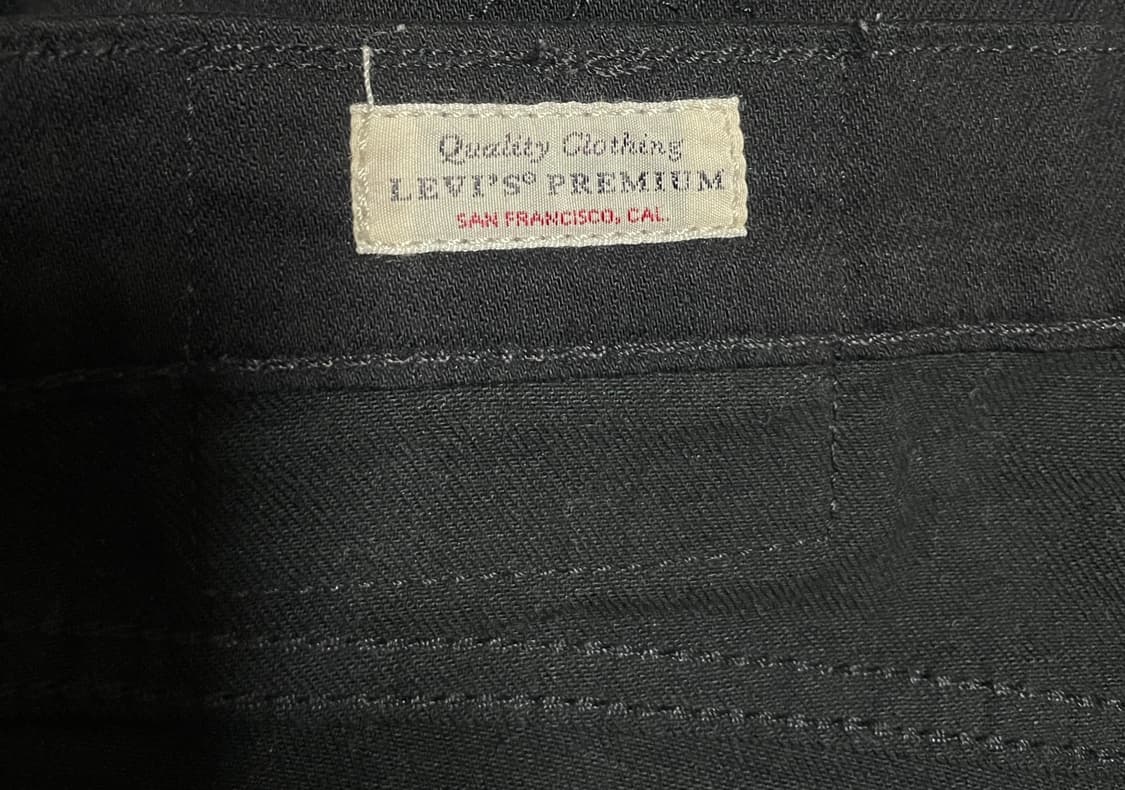 Quality Clothing
LEVI'S® PREMIUM
SAN FRANCISCO, CAL.